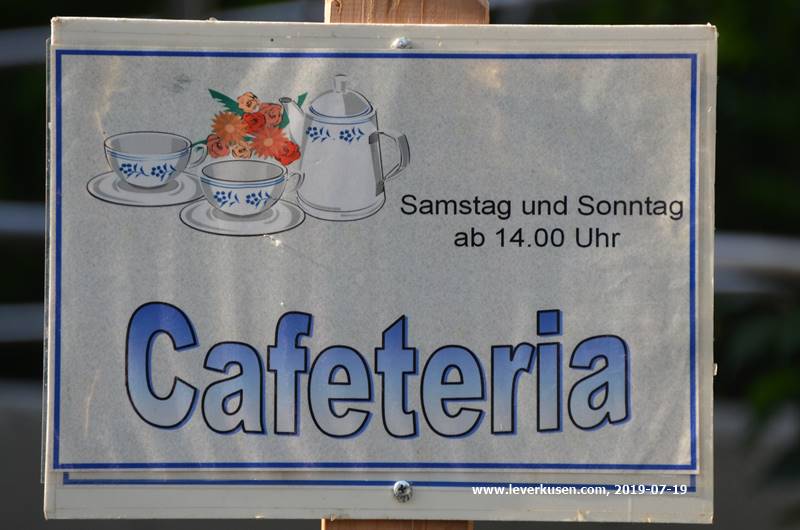 Samstag und Sonntag
ab 14.00 Uhr
Cafeteria
www.leverkusen.com, 2019-07-19